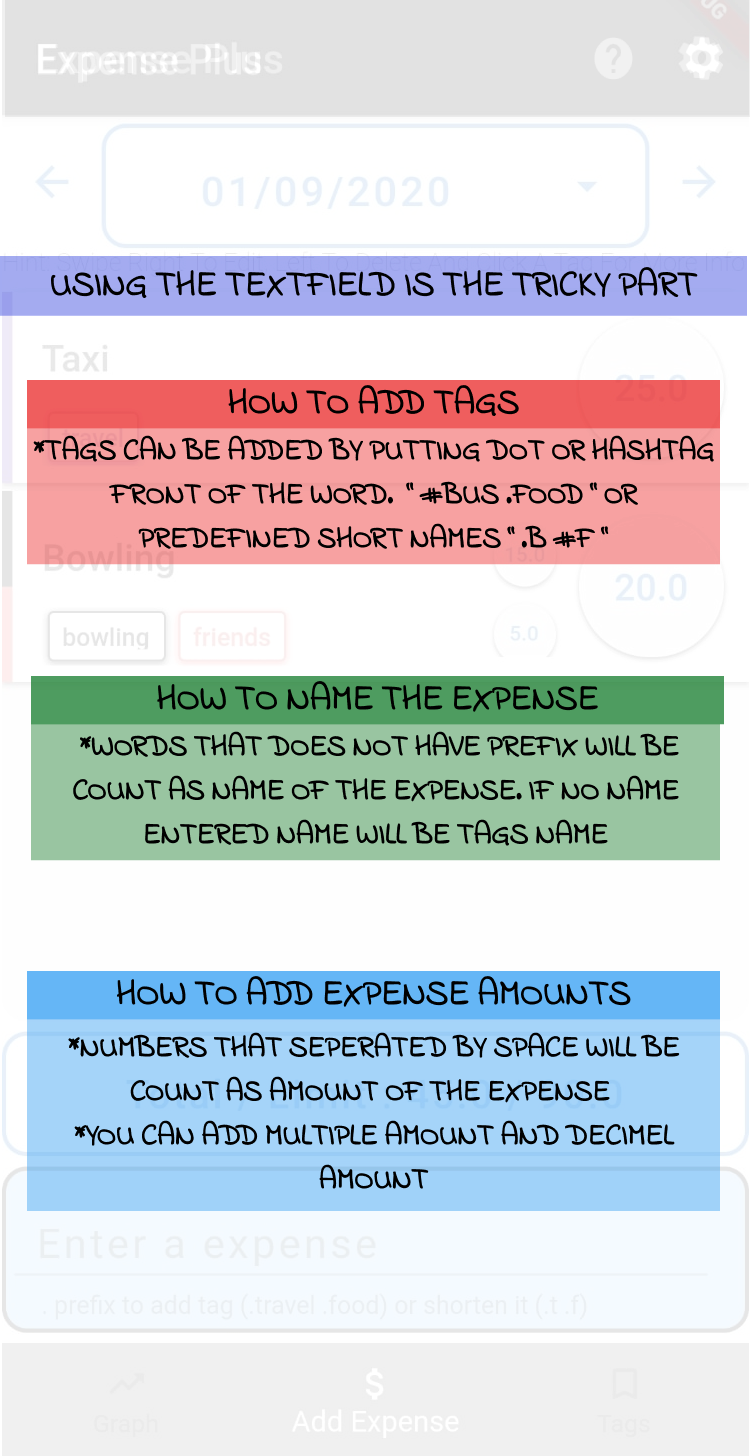 Expense Plus
01/09/2020
Hint: Swipe Right To Edit, Left To Delete And Click A Tag For More Info
USING THE TEXTFIELD IS THE TRICKY PART
Taxi
25.0
HOW TO ADD TAGS
travel
*TAGS CAN BE ADDED BY PUTTING DOT OR HASHTAG
FRONT OF THE WORD. " #BUS .FOOD " OR
PREDEFINED SHORT NAMES " .B #F "
Bowling
15.0
20.0
bowling friends
5.0
HOW TO NAME THE EXPENSE
*WORDS THAT DOES NOT HAVE PREFIX WILL BE
COUNT AS NAME OF THE EXPENSE. IF NO NAME
ENTERED NAME WILL BE TAGS NAME
HOW TO ADD EXPENSE AMOUNTS
*NUMBERS THAT SEPERATED BY SPACE WILL BE
COUNT AS AMOUNT OF THE EXPENSE
*YOU CAN ADD MULTIPLE AMOUNT AND DECIMEL
AMOUNT
Enter a expense
. prefix to add tag (.travel .food) or shorten it (.t .f)
Graph
Add Expense
Tags